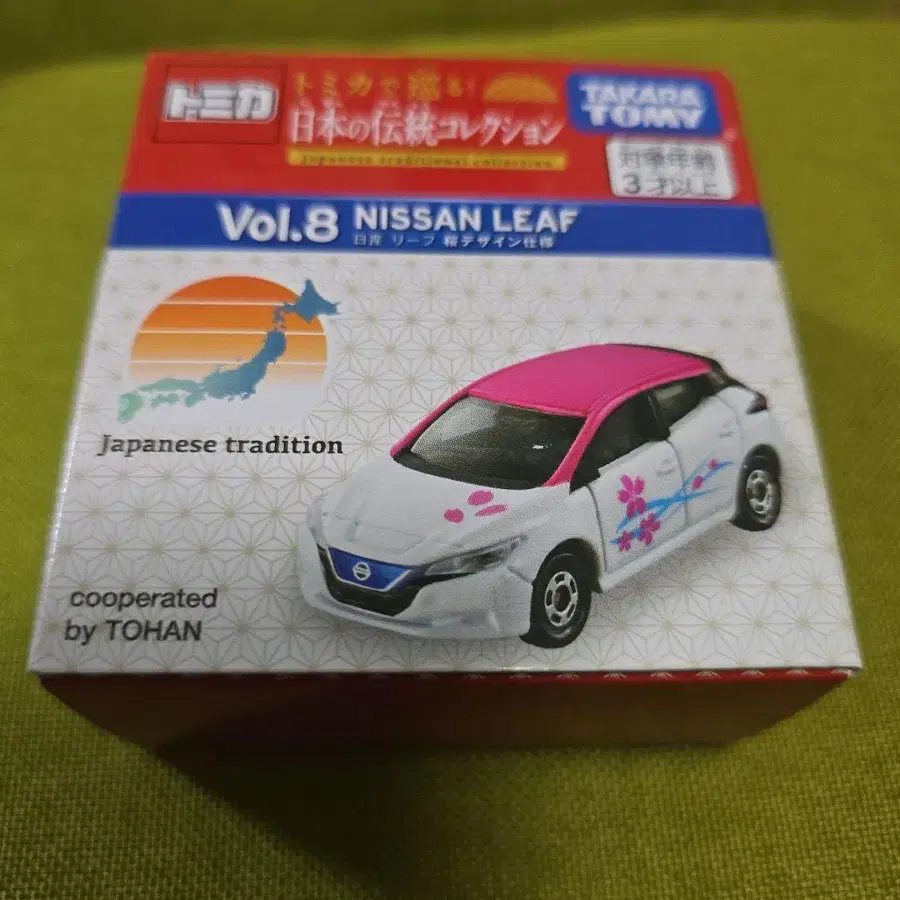 トミカ
トミカで巡る!
日本の伝統コレクション
Japanese traditional collection
TAKARA TOMY
対象年齢
3才以上
Vol.8 NISSAN LEAF
日産 リーフ 桜デザイン仕様
Japanese tradition
cooperated
by TOHAN